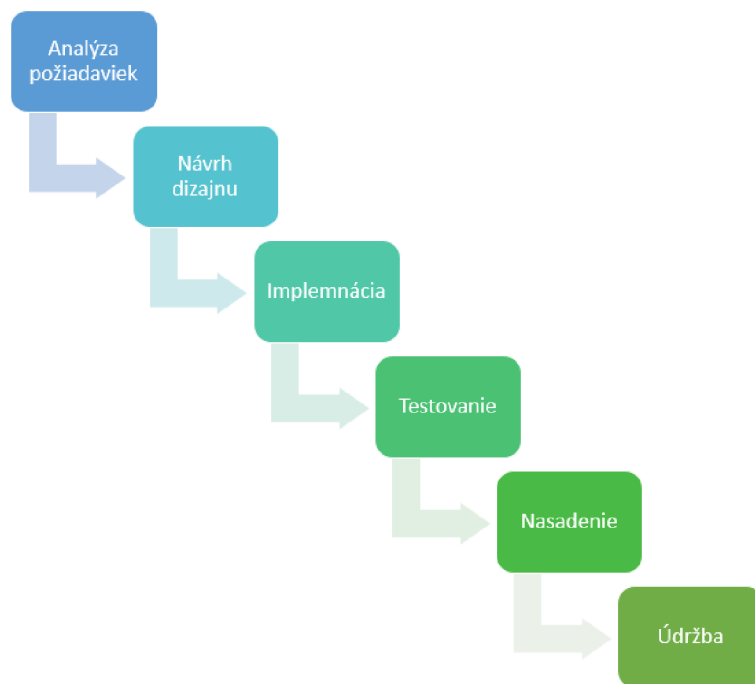 Analýza
požiadaviek
Návrh
dizajnu
Implemnácia
Testovanie
Nasadenie
Údržba